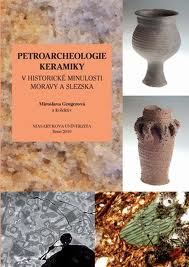 PETROARCHEOLOGIE
KERAMIKY
V HISTORICKÉ MINULOSTI
MORAVY A SLEZSKA
Miroslava Gregerová
a kolektiv
MASARYKOVA UNIVERZITA
Brno 2010